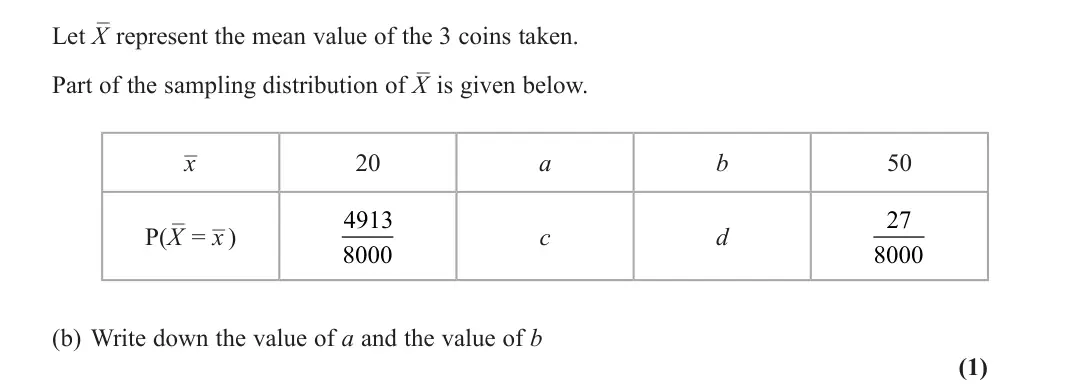 Let X̅ represent the mean value of the 3 coins taken.
Part of the sampling distribution of X̅ is given below.
x̅ 20 a b 50
P(X̅ = x̅) 4913/8000 c d 27/8000
(b) Write down the value of a and the value of b
(1)